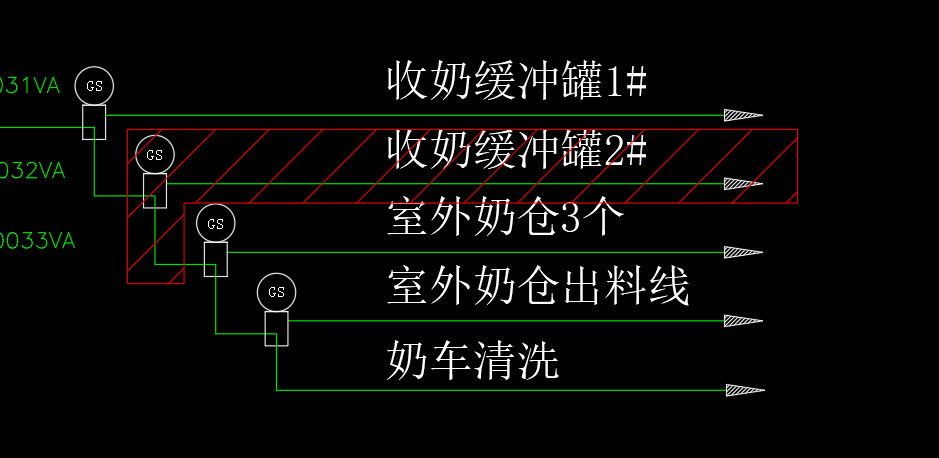 031VA
GS
收奶缓冲罐1#
032VA
GS
收奶缓冲罐2#
0033VA
GS
室外奶仓3个
GS
室外奶仓出料线
奶车清洗